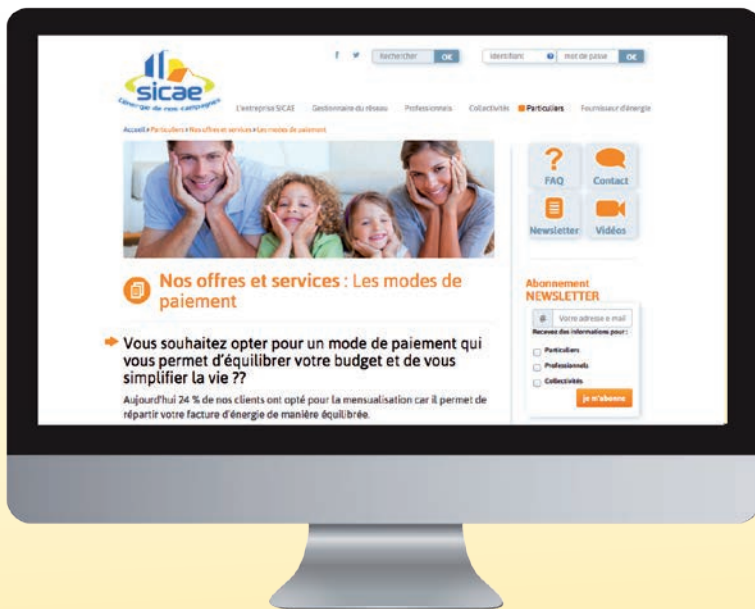 f
Rechercher OK
Identifiant ? mot de passe OK
sicae
L'énergie de nos campagnes
L'entreprise SICAE Gestionnaire du réseau Professionnels Collectivités Particuliers Fournisseur d'énergie
Accueil > Particuliers > Nos offres et services > Les modes de paiement
? FAQ
Contact
Newsletter
Vidéos
Nos offres et services : Les modes de
paiement
Vous souhaitez opter pour un mode de paiement qui
vous permet d'équilibrer votre budget et de vous
simplifier la vie ??
Aujourd'hui 24 % de nos clients ont opté pour la mensualisation car il permet de
répartir votre facture d'énergie de manière équilibrée.
Abonnement
NEWSLETTER
@ Votre adresse e mail
Recevez des informations pour :
Particuliers
Professionnels
Collectivités
je m'abonne